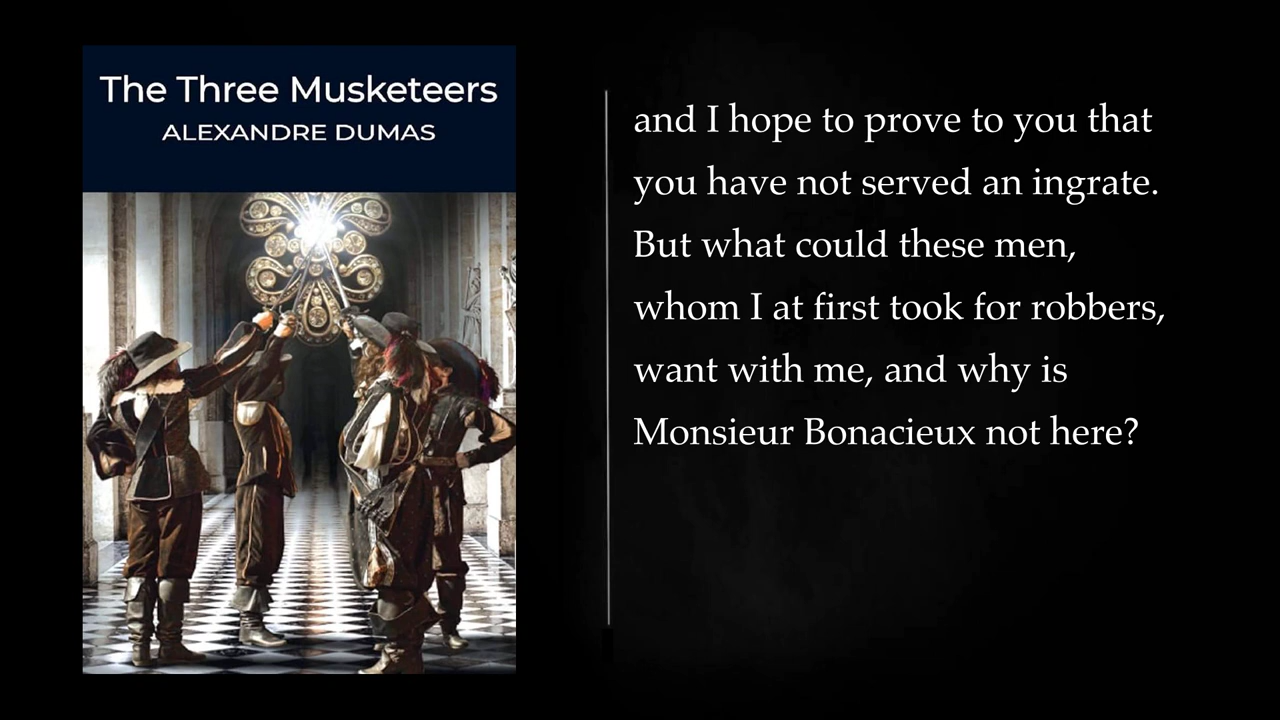 The Three Musketeers
ALEXANDRE DUMAS
and I hope to prove to you that
you have not served an ingrate.
But what could these men,
whom I at first took for robbers,
want with me, and why is
Monsieur Bonacieux not here?